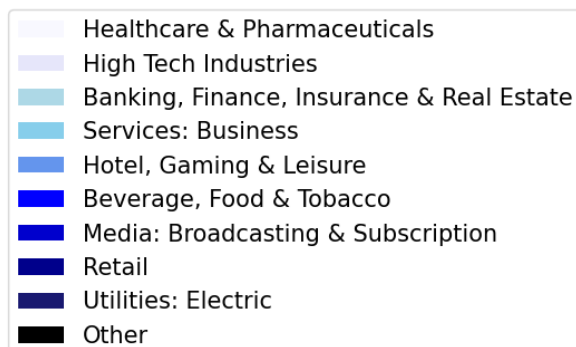 Healthcare & Pharmaceuticals
High Tech Industries
Banking, Finance, Insurance & Real Estate
Services: Business
Hotel, Gaming & Leisure
Beverage, Food & Tobacco
Media: Broadcasting & Subscription
Retail
Utilities: Electric
Other